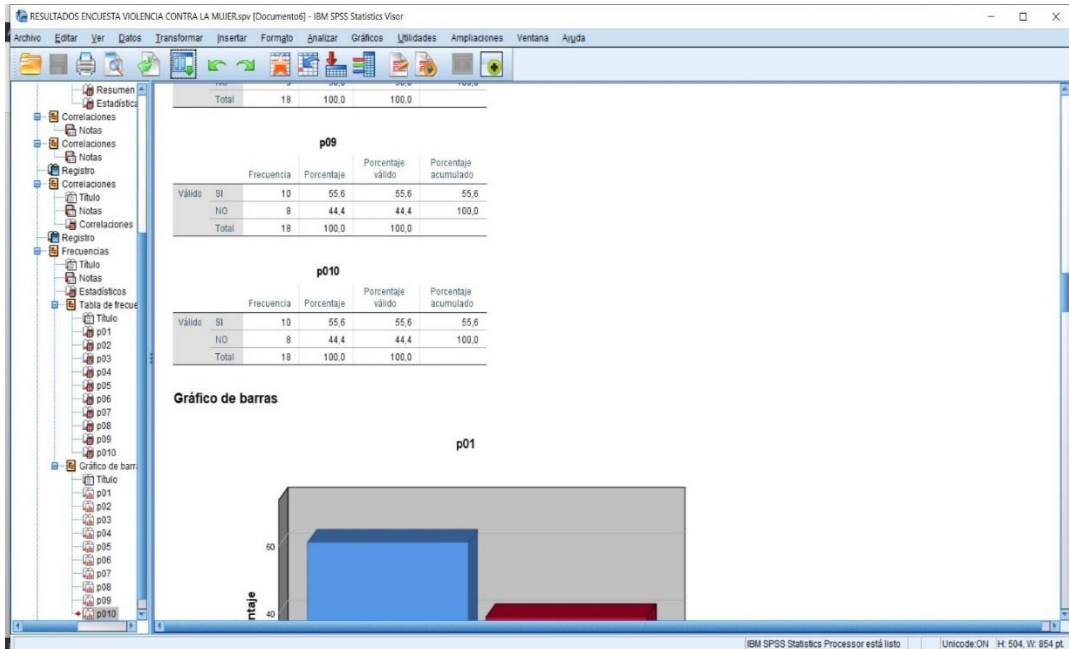 RESULTADOS ENCUESTA VIOLENCIA CONTRA LA MUJER.spv [Documento6] - IBM SPSS Statistics Visor
Archivo Editar Ver Datos Transformar Insertar Formato Analizar Gráficos Utilidades Ampliaciones Ventana Ayuda
Resumen
Estadística
Correlaciones
Notas
Correlaciones
Notas
Registro
Correlaciones
Título
Notas
Correlaciones
Registro
Frecuencias
Título
Notas
Estadísticos
Tabla de frecue
Título
p01
p02
p03
p04
p05
p06
p07
p08
p09
p010
Gráfico de barr
Título
p01
p02
p03
p04
p05
p06
p07
p08
p09
p010
Total 18 100,0 100,0
p09
Frecuencia Porcentaje Porcentaje válido Porcentaje acumulado
Válido SI 10 55,6 55,6 55,6
NO 8 44,4 44,4 100,0
Total 18 100,0 100,0
p010
Frecuencia Porcentaje Porcentaje válido Porcentaje acumulado
Válido SI 10 55,6 55,6 55,6
NO 8 44,4 44,4 100,0
Total 18 100,0 100,0
Gráfico de barras
p01
60
40
ntaje
IBM SPSS Statistics Processor está listo Unicode:ON H: 504, W: 854 pt.